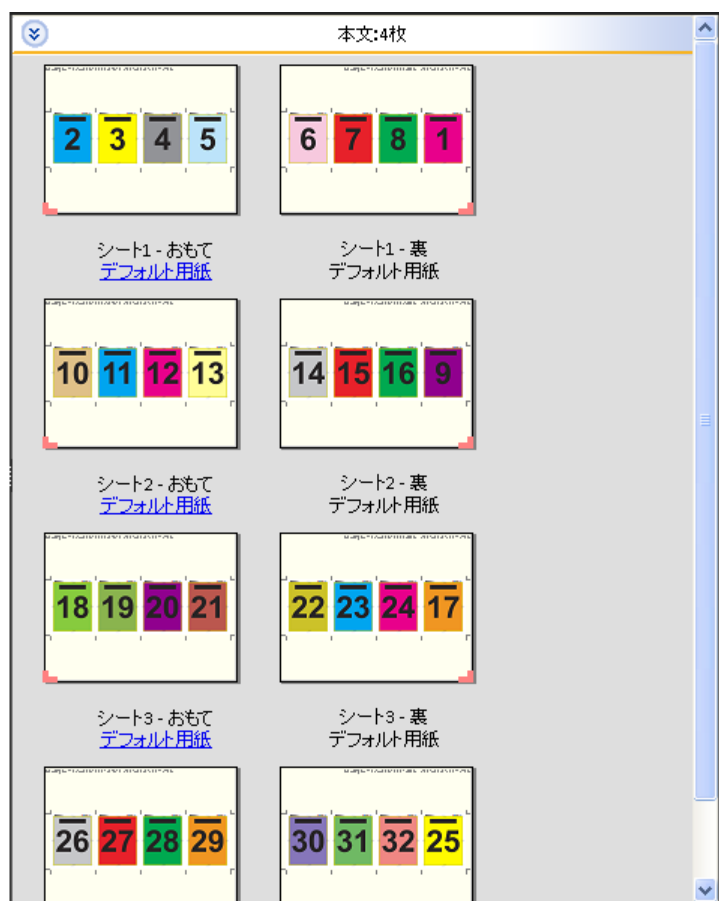 本文:4枚
2 3 4 5
6 7 8 1
シート1 - おもて
シート1 - 裏
デフォルト用紙
デフォルト用紙
10 11 12 13
14 15 16 9
シート2 - おもて
シート2 - 裏
デフォルト用紙
デフォルト用紙
18 19 20 21
22 23 24 17
シート3 - おもて
シート3 - 裏
デフォルト用紙
デフォルト用紙
26 27 28 29
30 31 32 25